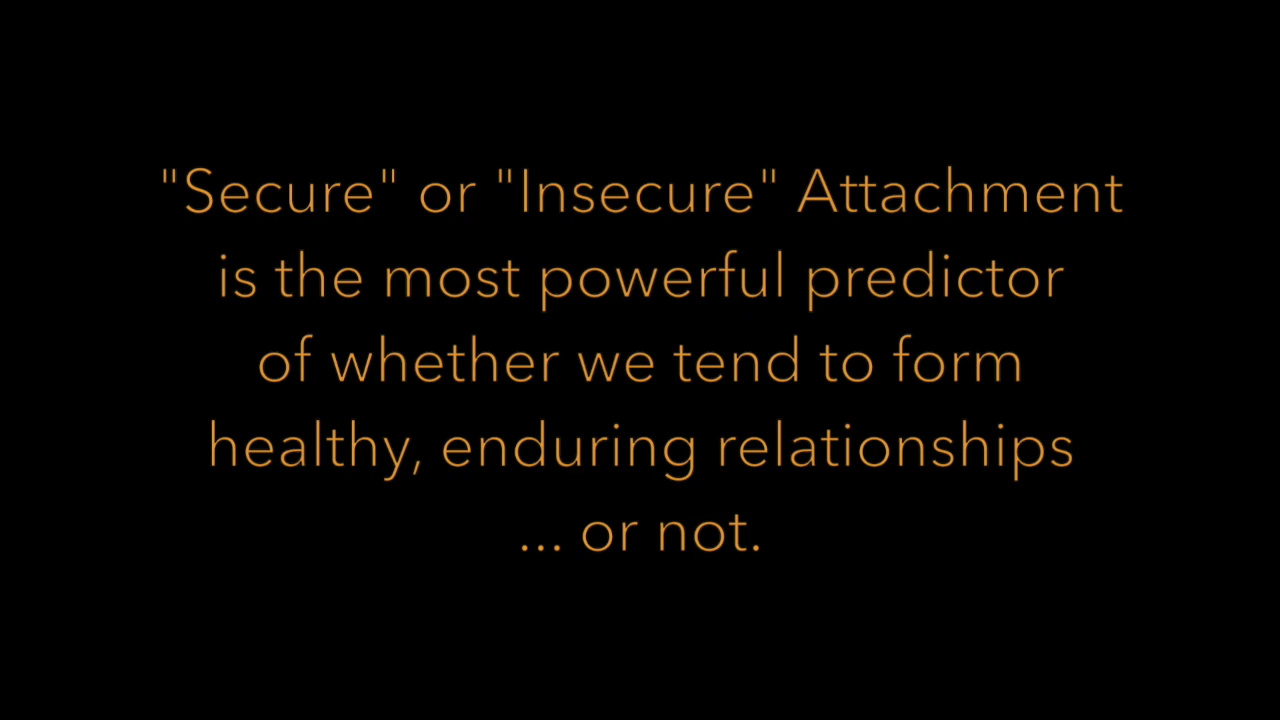 "Secure" or "Insecure" Attachment
is the most powerful predictor
of whether we tend to form
healthy, enduring relationships
... or not.